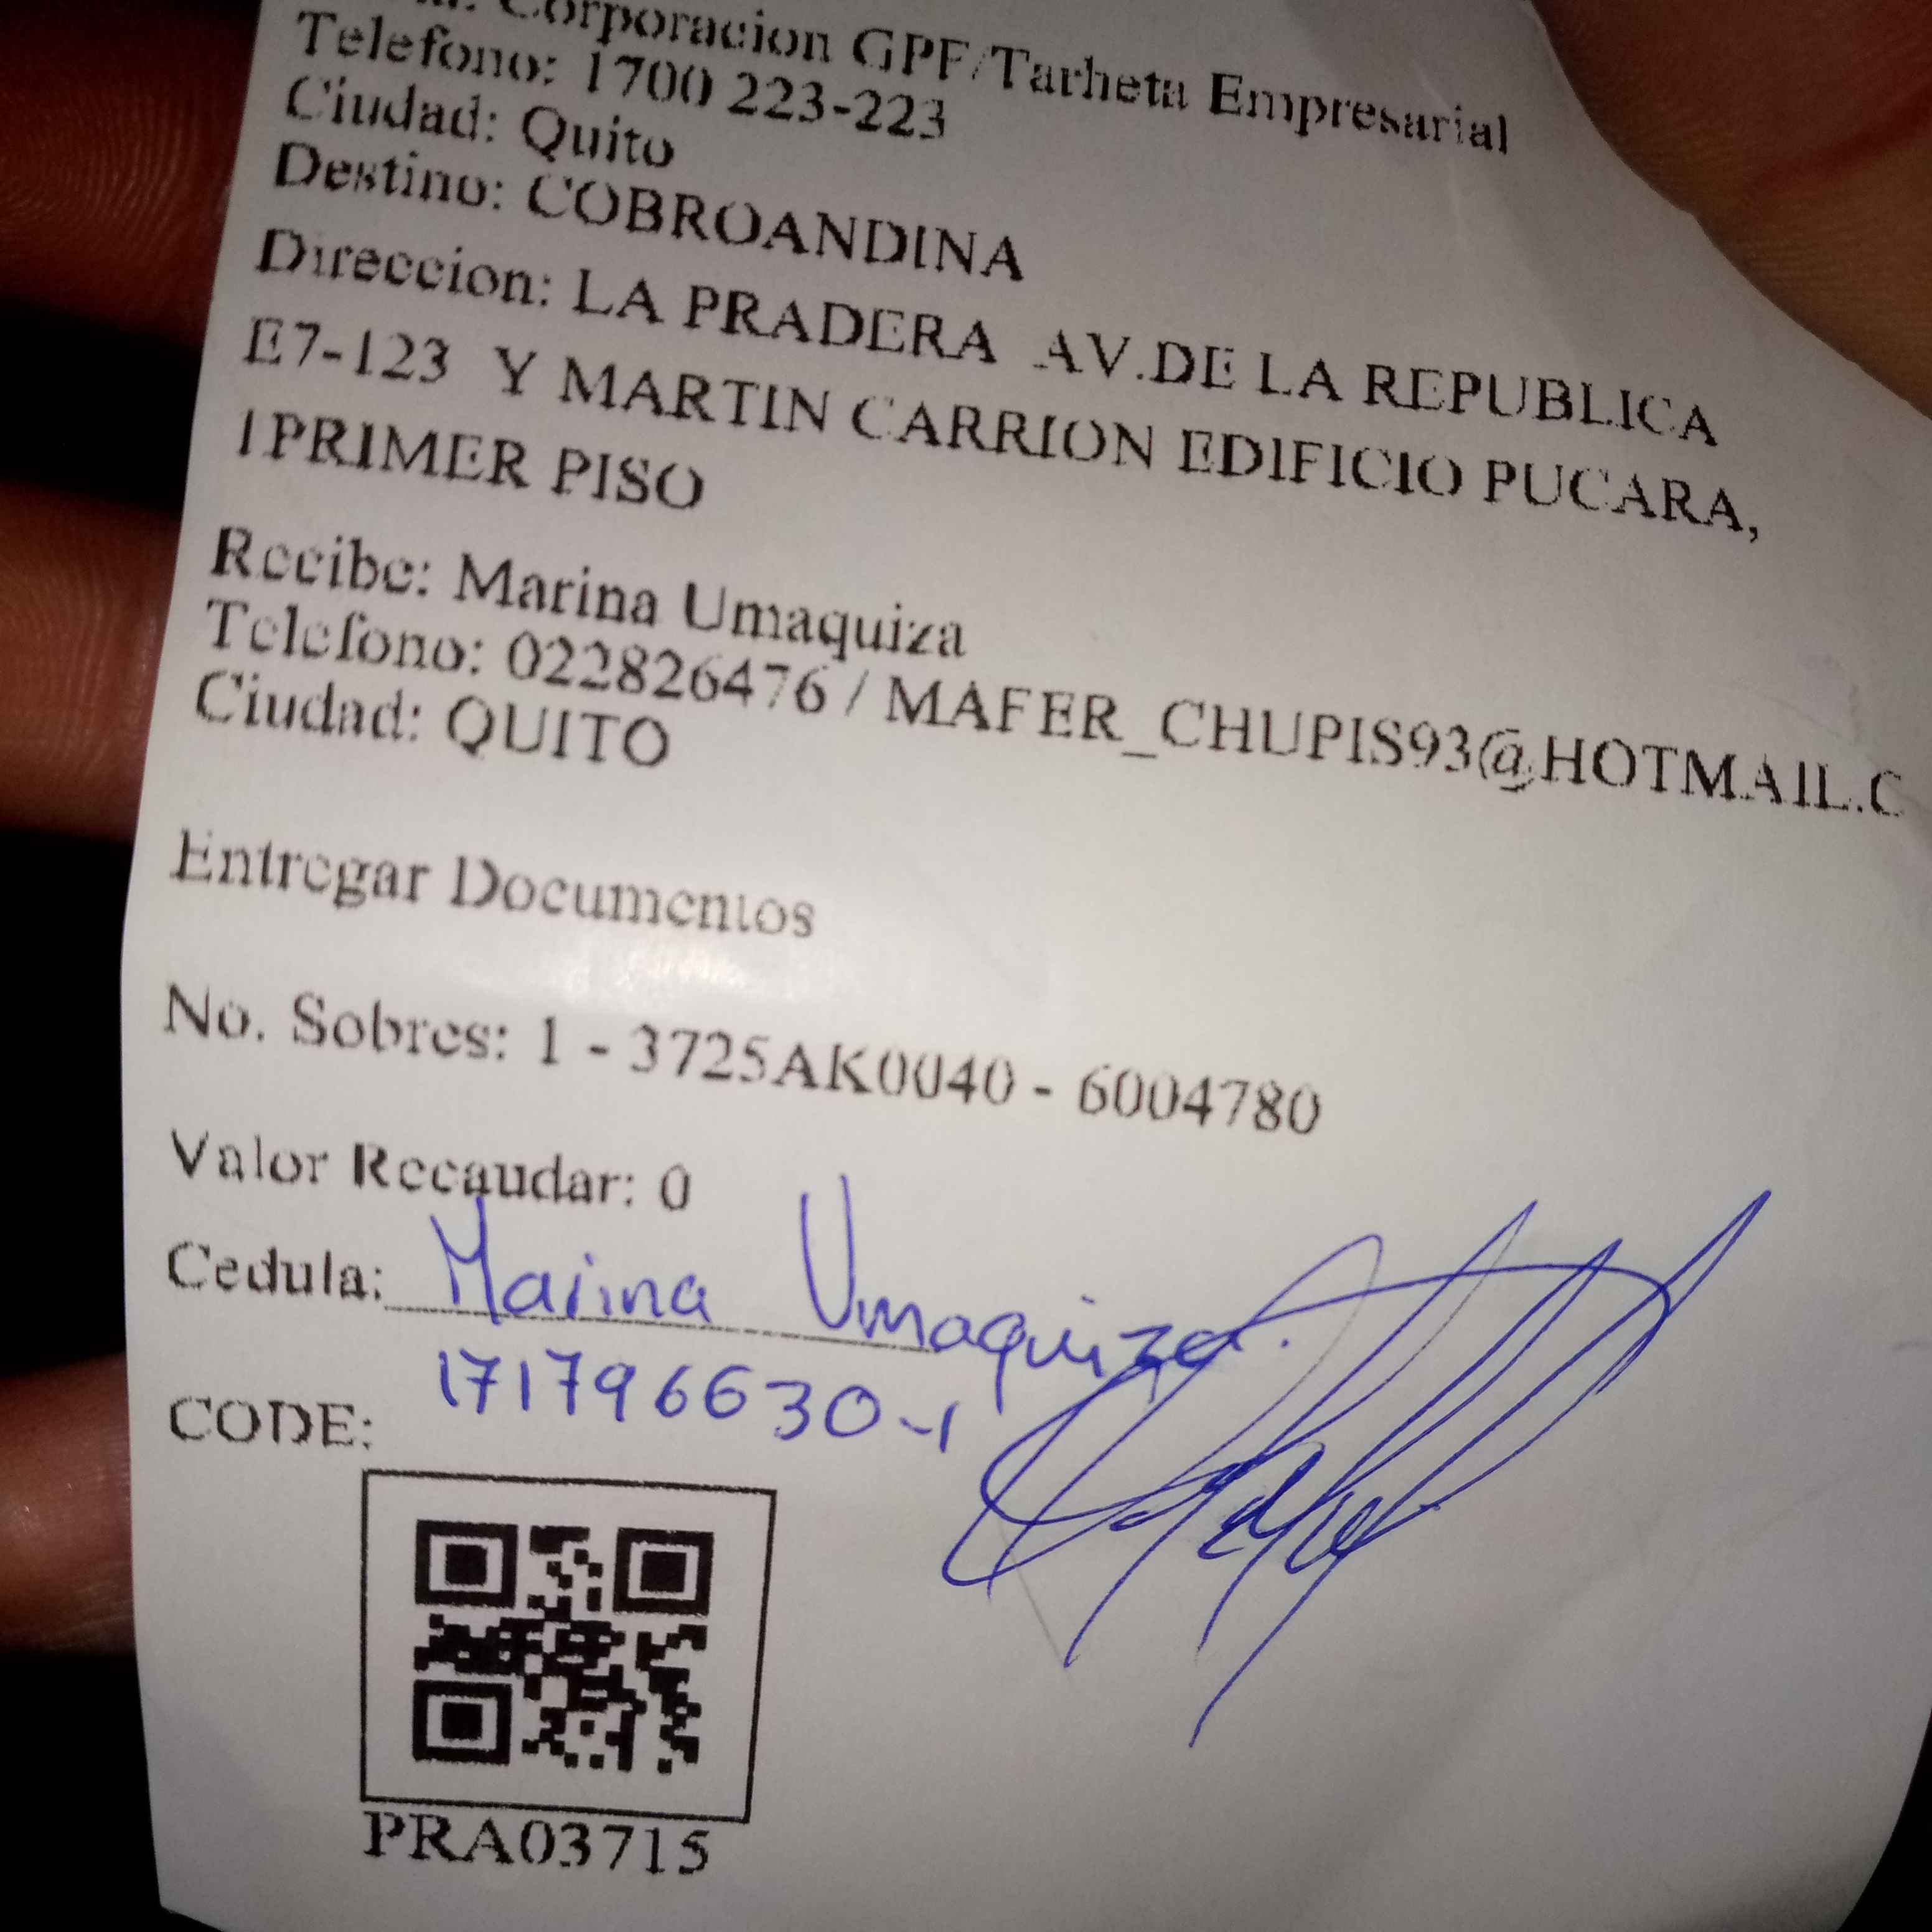 Corporacion GPF/Tarheta Empresarial
Telefono: 1700 223-223
Ciudad: Quito
Destino: COBROANDINA
Direccion: LA PRADERA AV.DE LA REPUBLICA
E7-123 Y MARTIN CARRION EDIFICIO PUCARA,
1PRIMER PISO
Recibe: Marina Umaquiza
Telefono: 022826476 / MAFER_CHUPIS93@HOTMAIL.C
Ciudad: QUITO
Entregar Documentos
No. Sobres: 1 - 3725AK0040 - 6004780
Valor Recaudar: 0
Cedula: Marina Umaquiza.
171796630-1
CODE:
PRA03715